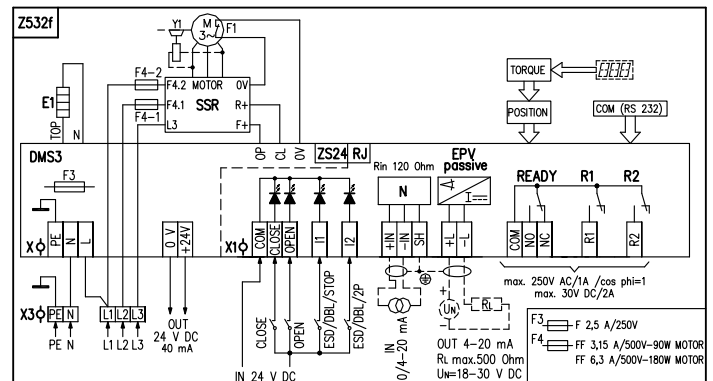 Z532f
Y1
M
3~
F1
F4-2
F4.2 MOTOR 0V
E1
F4.1 SSR R+
F4-1
L3 F+
TORQUE
POSITION
COM (RS 232)
TOP
N
OP
CL
0V
DMS3
ZS24 RJ
EPV
passive
F3
Rin 120 Ohm
N
I
READY R1 R2
X
PE
N
L
0 V
+24V
X1
COM
CLOSE
OPEN
I1
I2
+IN
-IN
SH
+L
-L
COM
NO
NC
R1
R2
max. 250V AC/1A /cos phi=1
max. 30V DC/2A
X3
PE N
L1 L2 L3
PE N L1 L2 L3
OUT
24 V DC
40 mA
CLOSE
OPEN
ESD/DBL/STOP
ESD/DBL/2P
IN 24 V DC
IN
0/4-20 mA
+
UN
-
RL
OUT 4-20 mA
RL max.500 Ohm
UN=18-30 V DC
F3 F 2,5 A/250V
F4 FF 3,15 A/500V-90W MOTOR
FF 6,3 A/500V-180W MOTOR